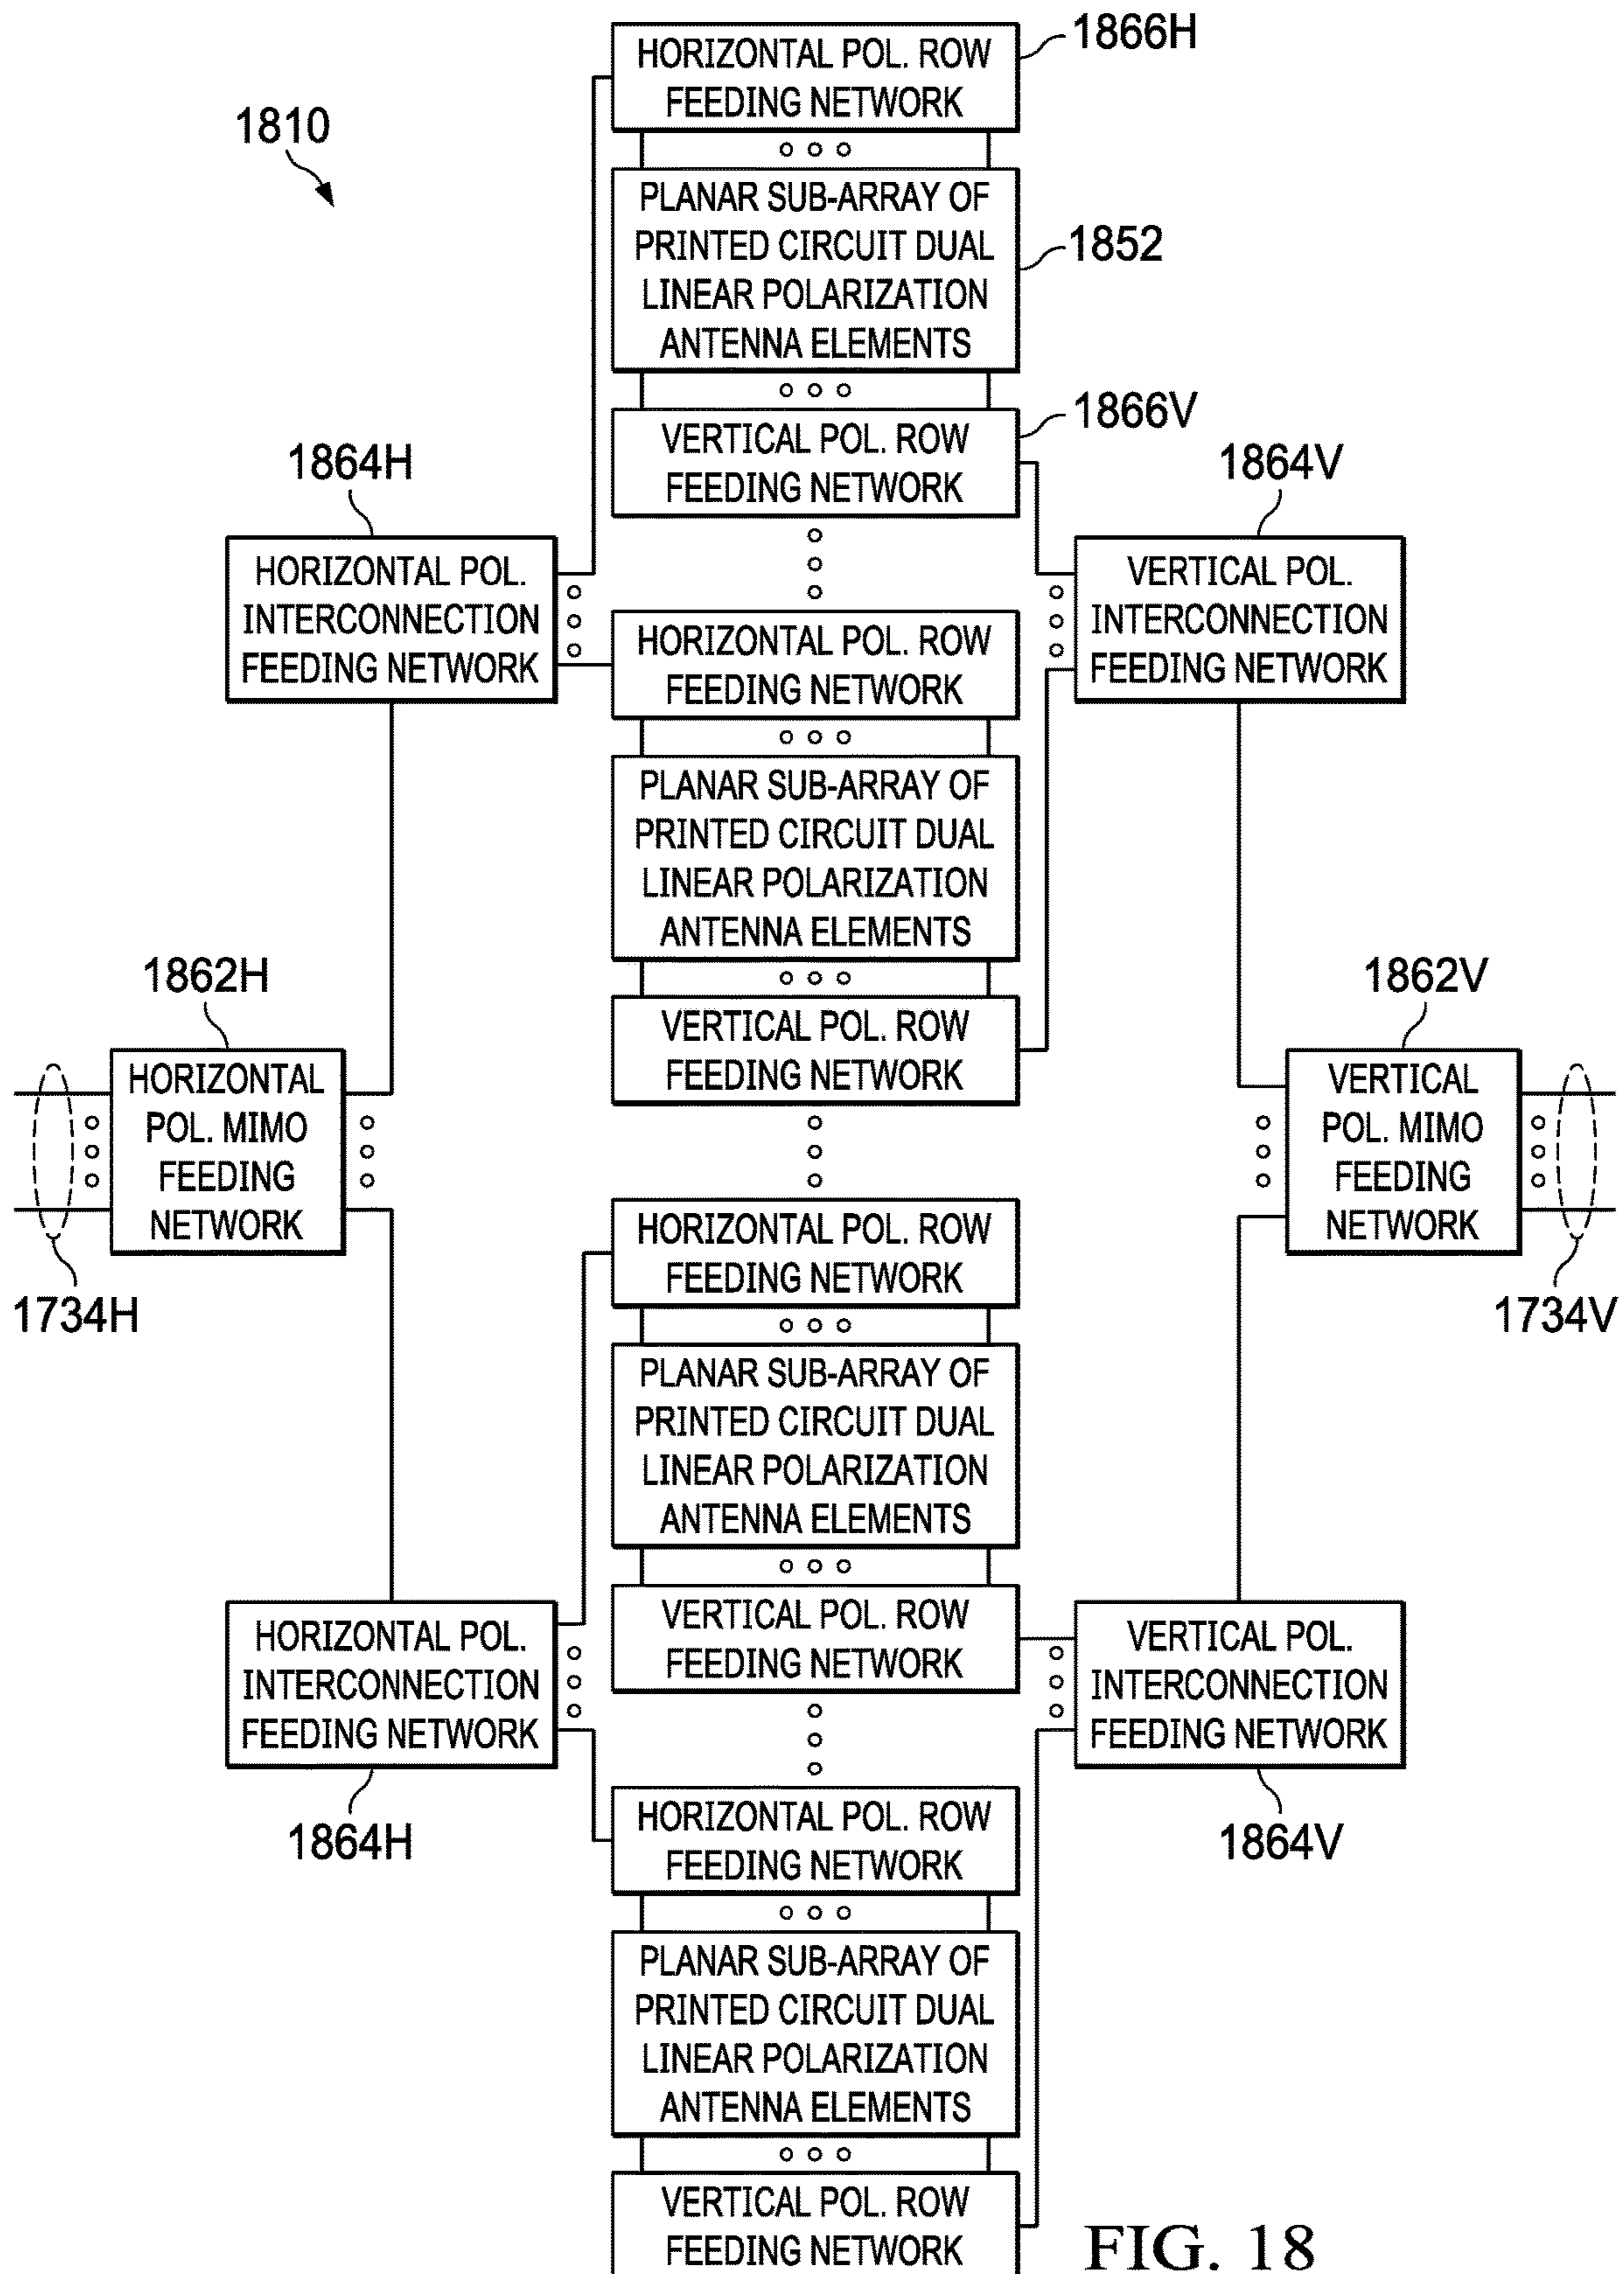 1866H
HORIZONTAL POL. ROW
FEEDING NETWORK
1810
PLANAR SUB-ARRAY OF
PRINTED CIRCUIT DUAL
LINEAR POLARIZATION
ANTENNA ELEMENTS
1852
1866V
VERTICAL POL. ROW
FEEDING NETWORK
1864H
1864V
HORIZONTAL POL.
INTERCONNECTION
FEEDING NETWORK
VERTICAL POL.
INTERCONNECTION
FEEDING NETWORK
HORIZONTAL POL. ROW
FEEDING NETWORK
PLANAR SUB-ARRAY OF
PRINTED CIRCUIT DUAL
LINEAR POLARIZATION
ANTENNA ELEMENTS
VERTICAL POL. ROW
FEEDING NETWORK
1862H
1862V
HORIZONTAL
POL. MIMO
FEEDING
NETWORK
VERTICAL
POL. MIMO
FEEDING
NETWORK
1734H
1734V
HORIZONTAL POL. ROW
FEEDING NETWORK
PLANAR SUB-ARRAY OF
PRINTED CIRCUIT DUAL
LINEAR POLARIZATION
ANTENNA ELEMENTS
VERTICAL POL. ROW
FEEDING NETWORK
HORIZONTAL POL.
INTERCONNECTION
FEEDING NETWORK
VERTICAL POL.
INTERCONNECTION
FEEDING NETWORK
1864H
1864V
HORIZONTAL POL. ROW
FEEDING NETWORK
PLANAR SUB-ARRAY OF
PRINTED CIRCUIT DUAL
LINEAR POLARIZATION
ANTENNA ELEMENTS
VERTICAL POL. ROW
FEEDING NETWORK
FIG. 18